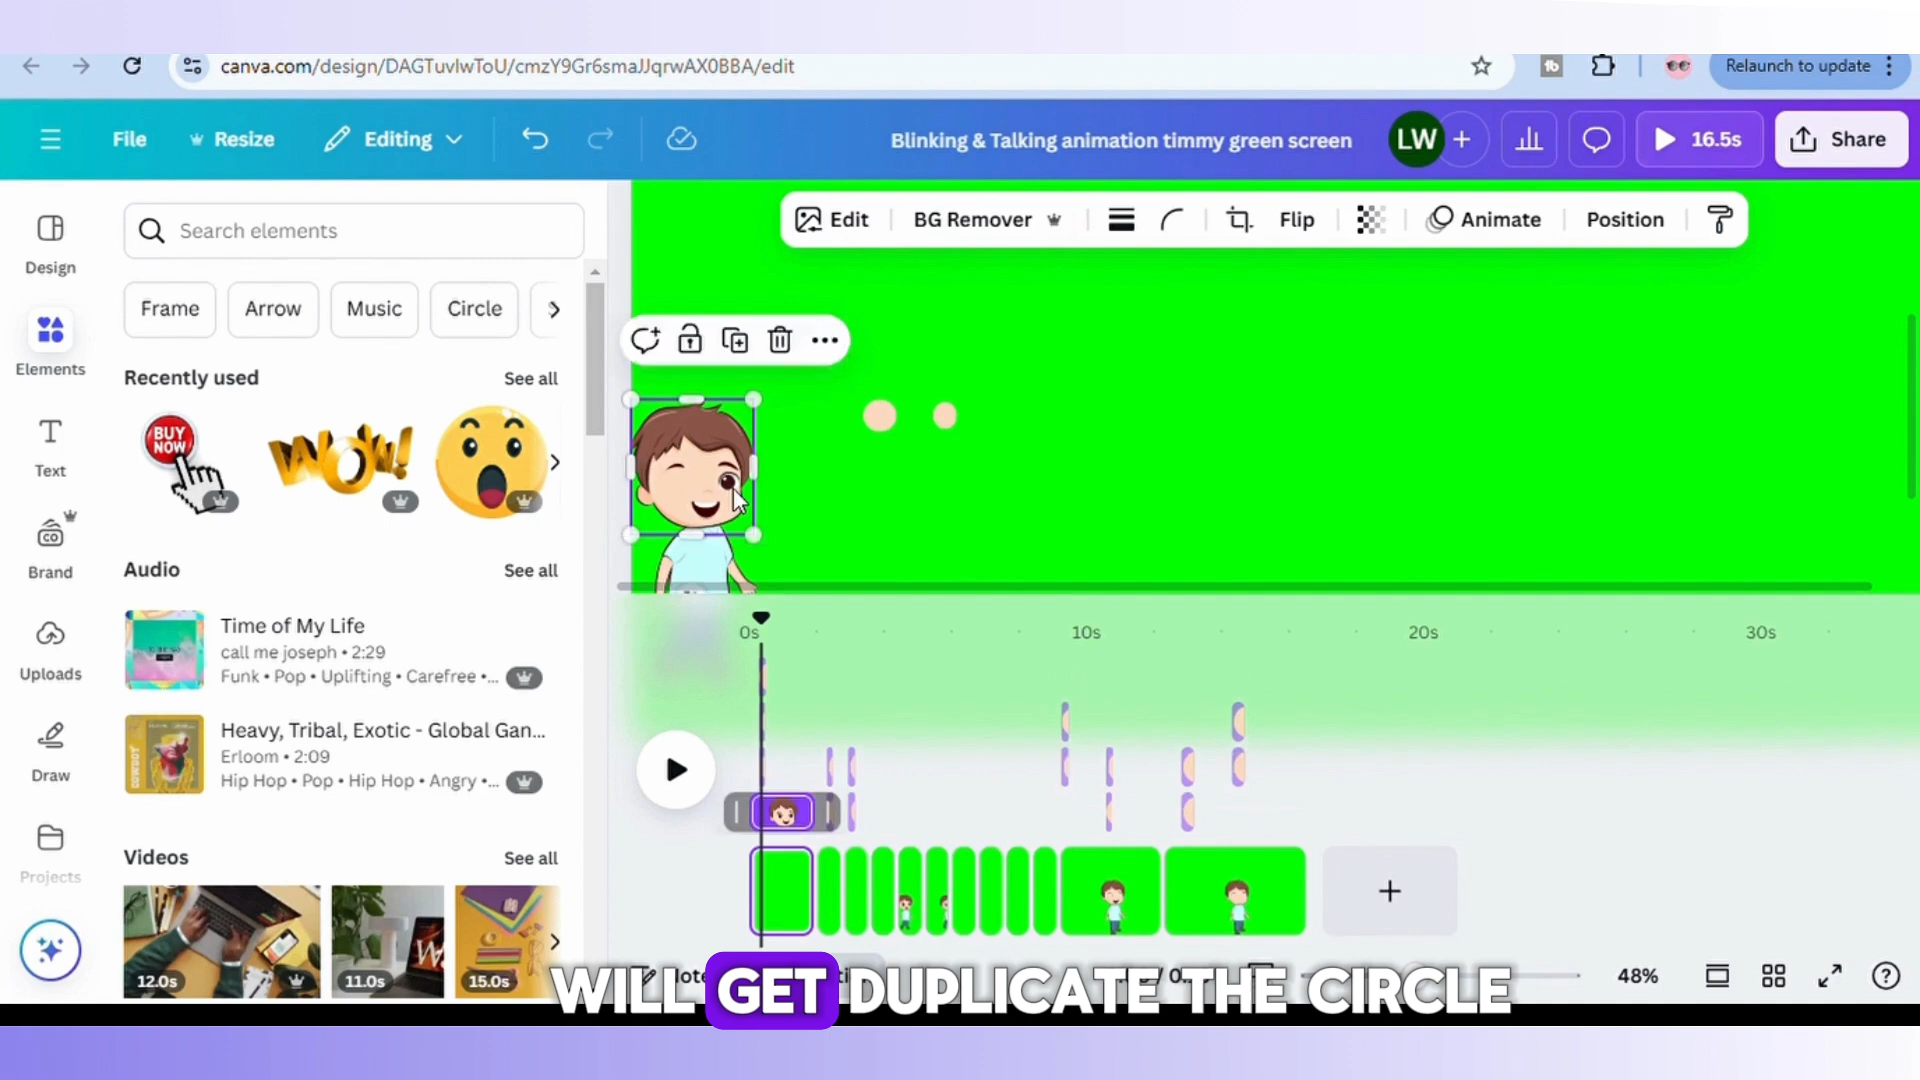 canva.com/design/DAGTuvlwToU/cmzY9Gr6smaJJqrwAX0BBA/edit
Relaunch to update
File
Resize
Editing
Blinking & Talking animation timmy green screen
LW
16.5s
Share
Design
Elements
Text
Brand
Uploads
Draw
Projects
Search elements
Frame
Arrow
Music
Circle
Recently used
See all
BUY NOW
WOW!
Audio
See all
Time of My Life
call me joseph • 2:29
Funk • Pop • Uplifting • Carefree •...
Heavy, Tribal, Exotic - Global Gan...
Erloom • 2:09
Hip Hop • Pop • Hip Hop • Angry •...
Videos
See all
12.0s
11.0s
15.0s
Edit
BG Remover
Flip
Animate
Position
0s
10s
20s
30s
48%
WILL GET DUPLICATE THE CIRCLE